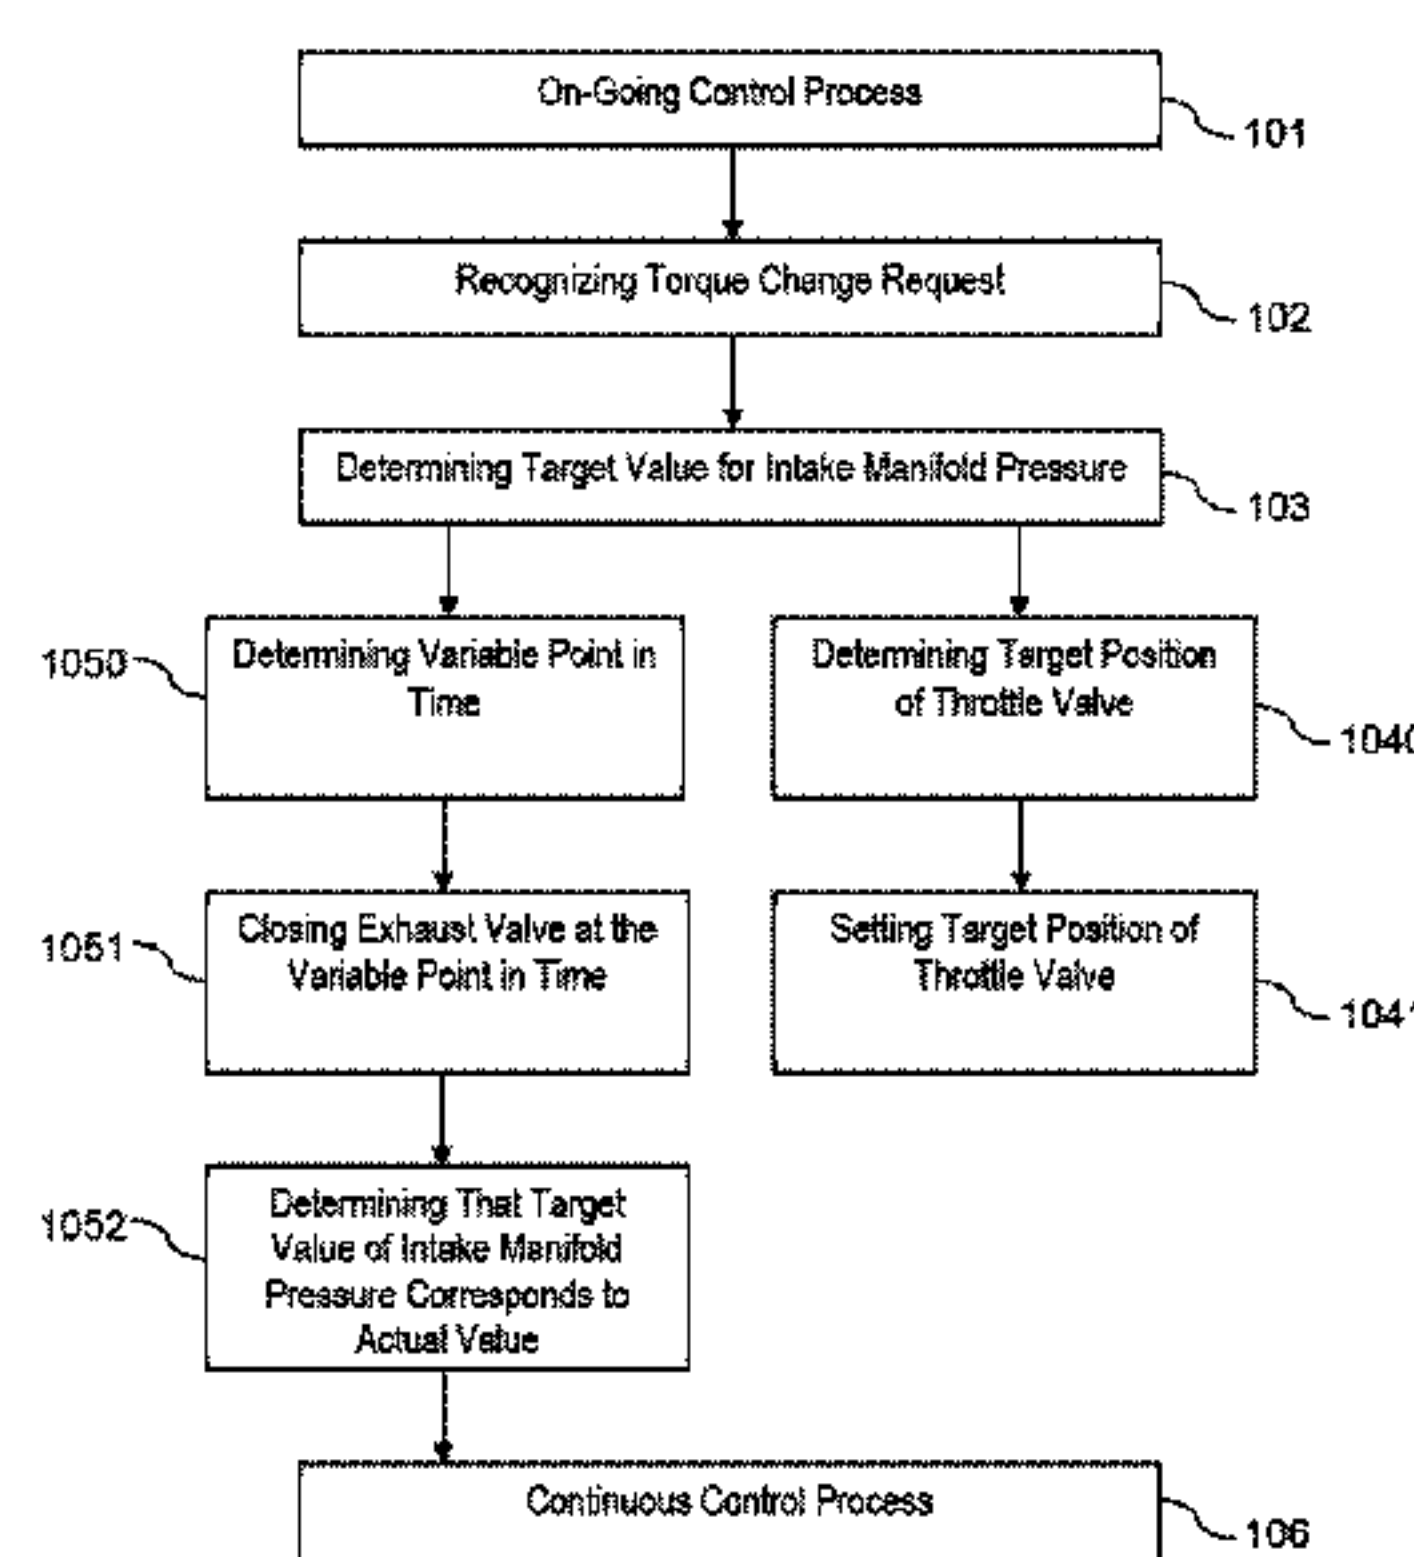 On-Going Control Process
101
Recognizing Torque Change Request
102
Determining Target Value for Intake Manifold Pressure
103
1050
Determining Variable Point in
Time
Determining Target Position
of Throttle Valve
1040
1051
Closing Exhaust Valve at the
Variable Point in Time
Setting Target Position of
Throttle Valve
1041
1052
Determining That Target
Value of Intake Manifold
Pressure Corresponds to
Actual Value
Continuous Control Process
106